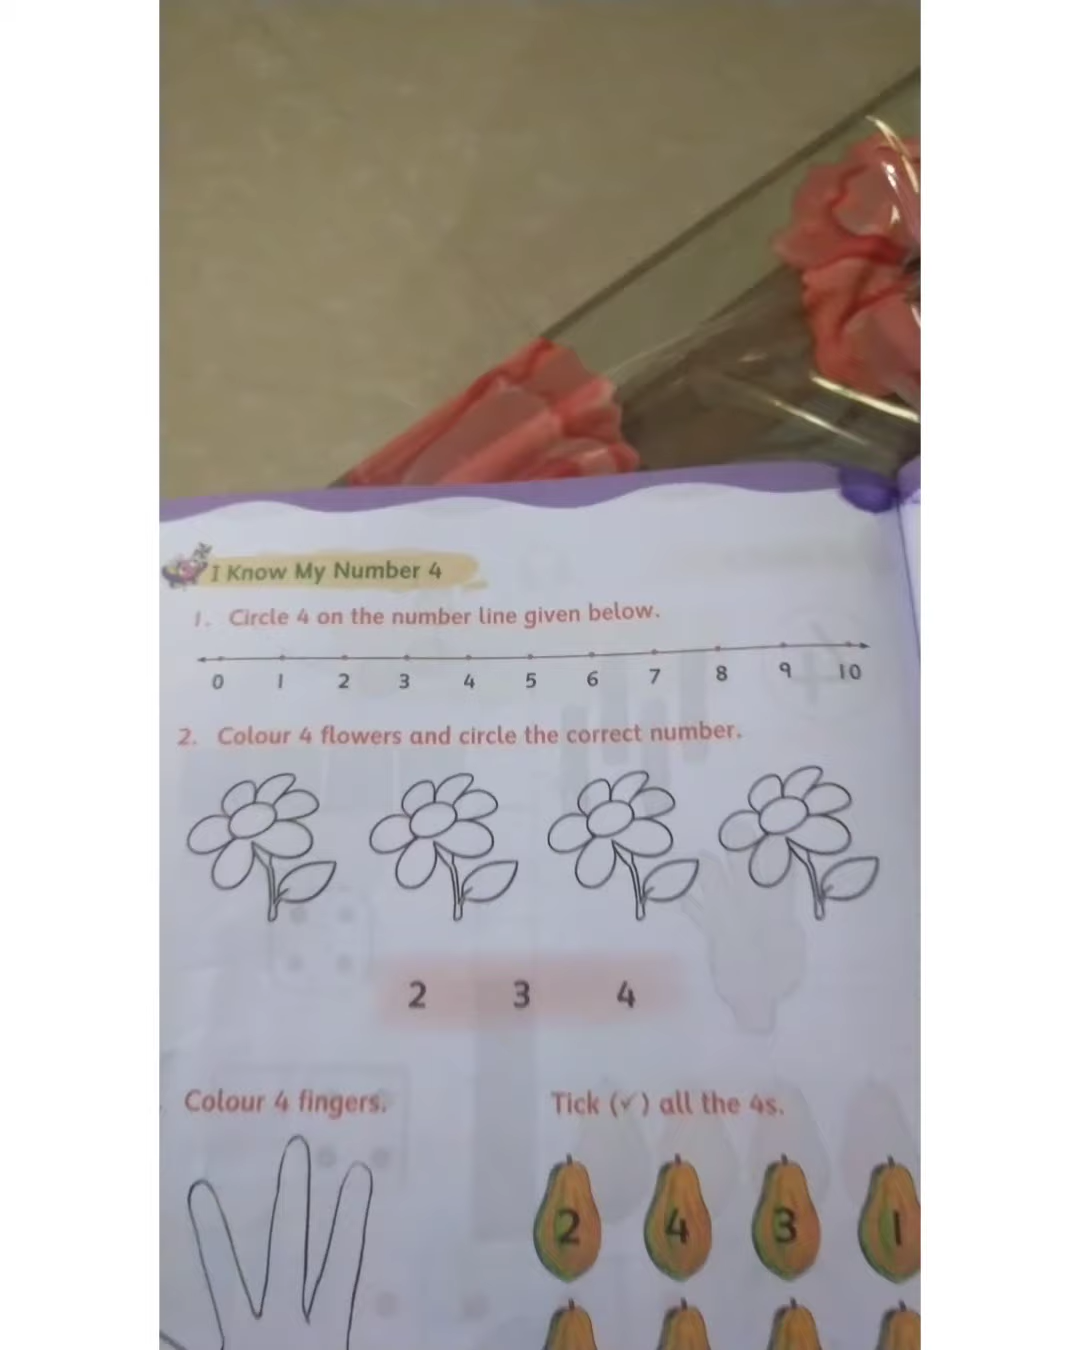 I Know My Number 4
1. Circle 4 on the number line given below.
0 1 2 3 4 5 6 7 8 9 10
2. Colour 4 flowers and circle the correct number.
2 3 4
Colour 4 fingers.
Tick (✓) all the 4s.
2 4 3 1